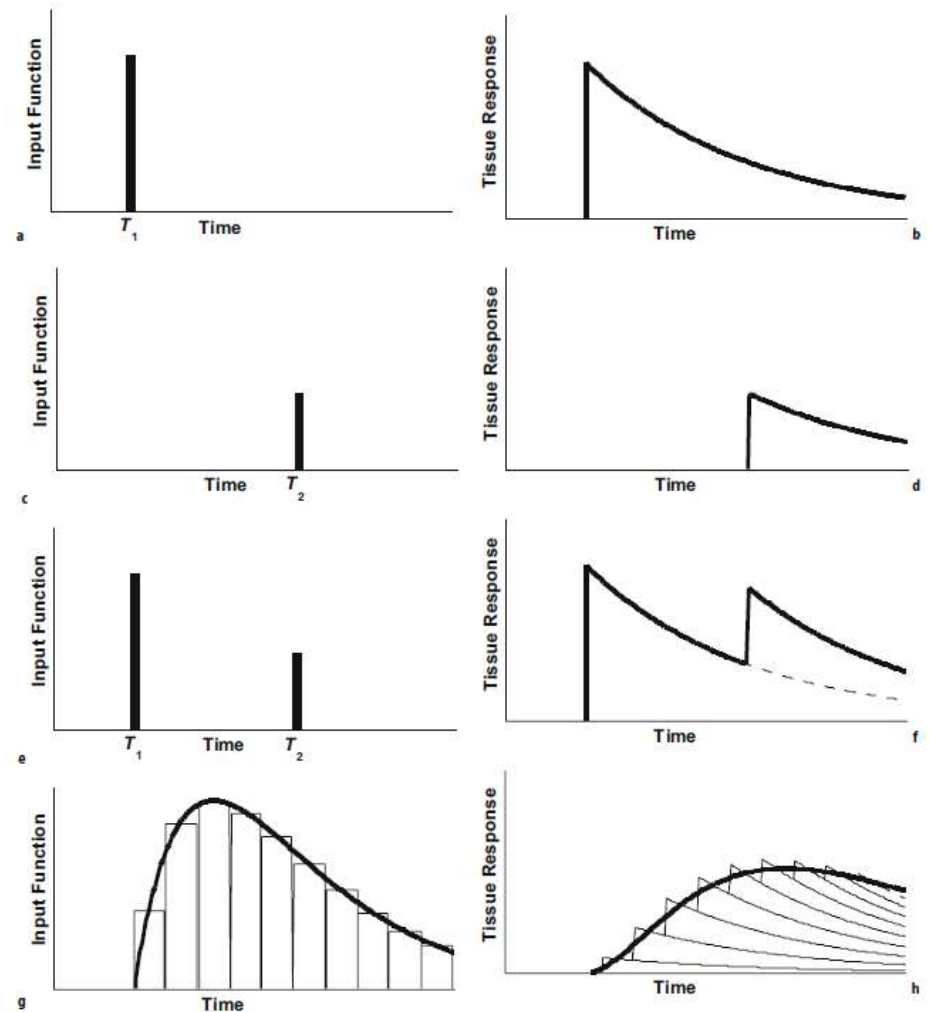 Input Function
T1
Time
a
Tissue Response
Time
b
Input Function
Time
T2
c
Tissue Response
Time
d
Input Function
T1
Time
T2
e
Tissue Response
Time
f
Input Function
Time
g
Tissue Response
Time
h